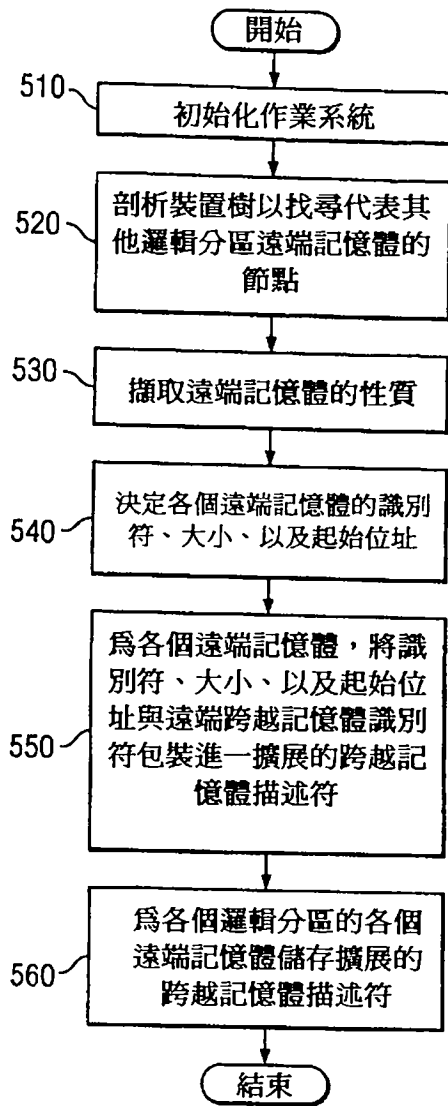 開始
510
初始化作業系統
520
剖析裝置樹以找尋代表其
他邏輯分區遠端記憶體的
節點
530
擷取遠端記憶體的性質
540
決定各個遠端記憶體的識別
符、大小、以及起始位址
550
爲各個遠端記憶體，將識
別符、大小、以及起始位
址與遠端跨越記憶體識別
符包裝進一擴展的跨越記
憶體描述符
560
爲各個邏輯分區的各個
遠端記憶體儲存擴展的
跨越記憶體描述符
結束